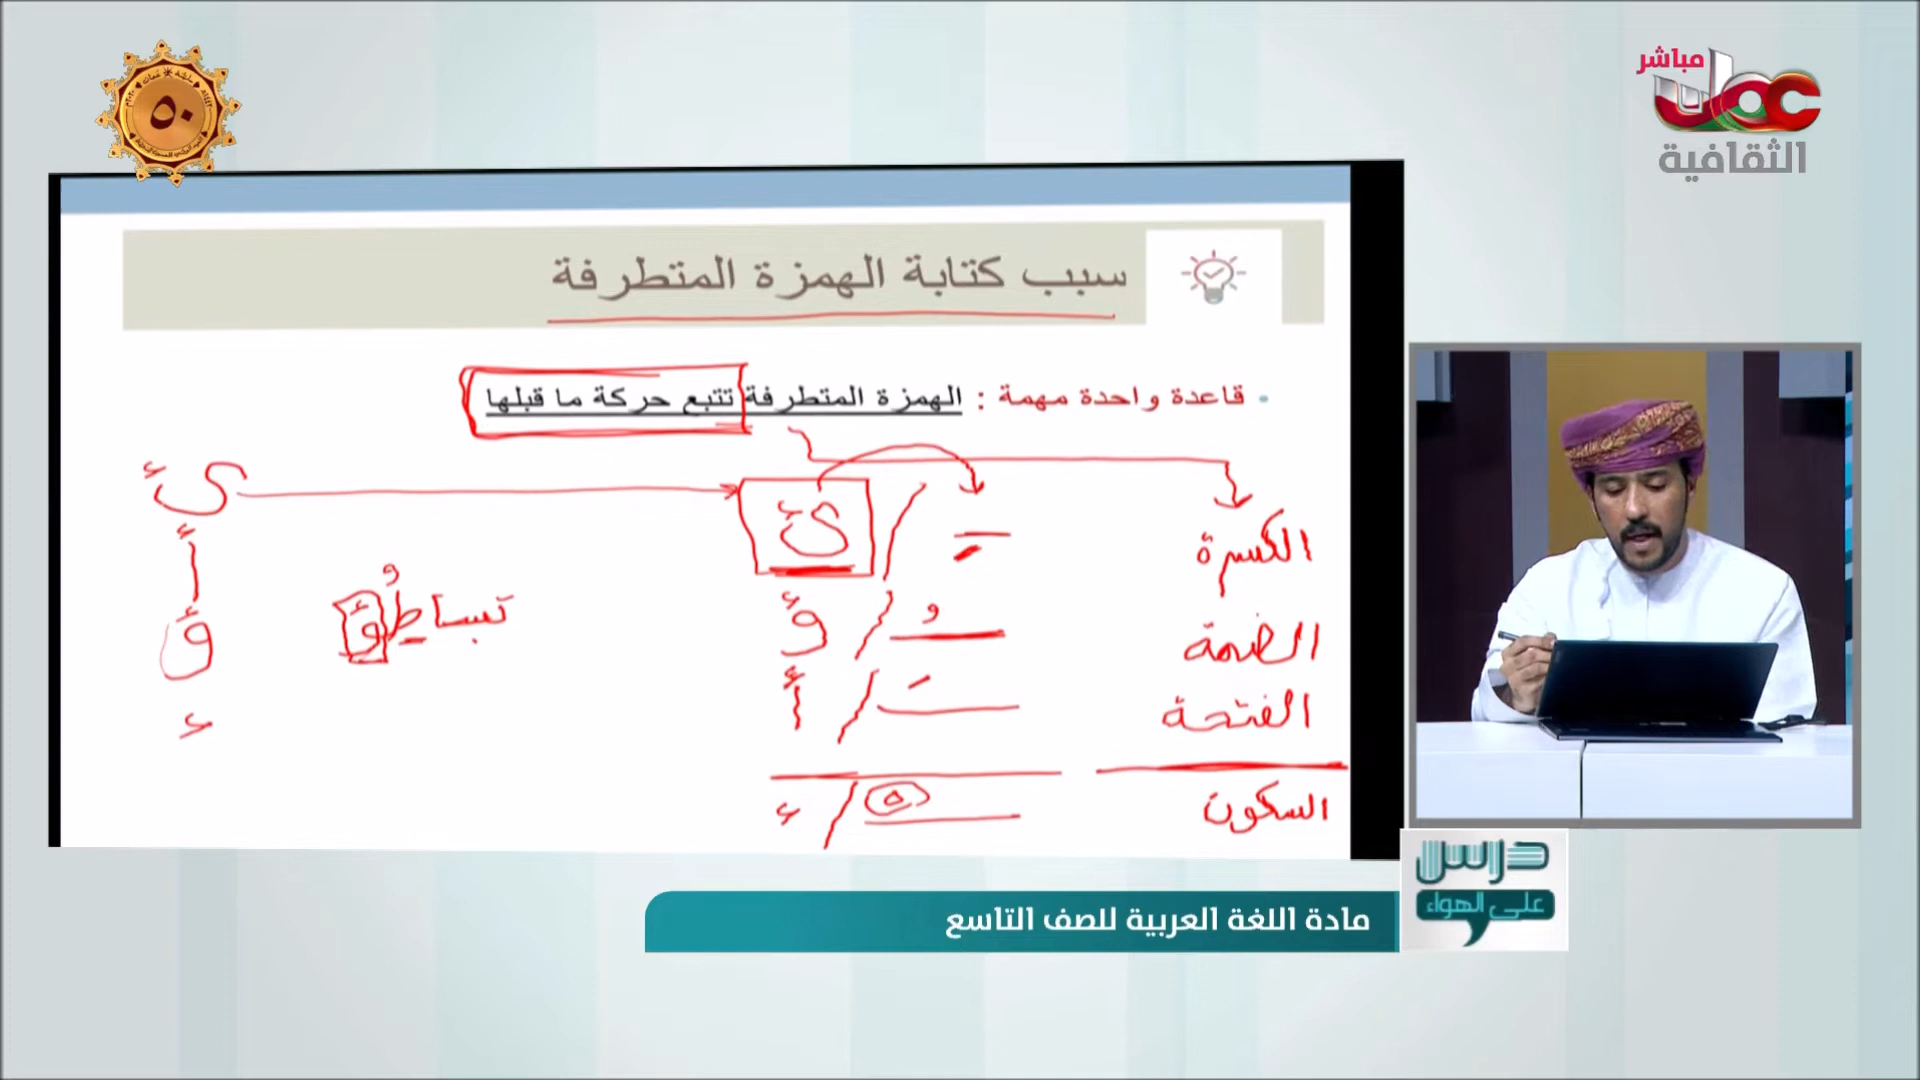 ٥٠
مباشر
عمان
الثقافية
سبب كتابة الهمزة المتطرفة
• قاعدة واحدة مهمة : الهمزة المتطرفة تتبع حركة ما قبلها
الكسرة ـِ / ئ ئ
الضمة ـُ / ؤ تباطُؤ أ
الفتحة ـَ / أ ؤ
السكون ـْ / ء ء
درس
على الهواء
مادة اللغة العربية للصف التاسع